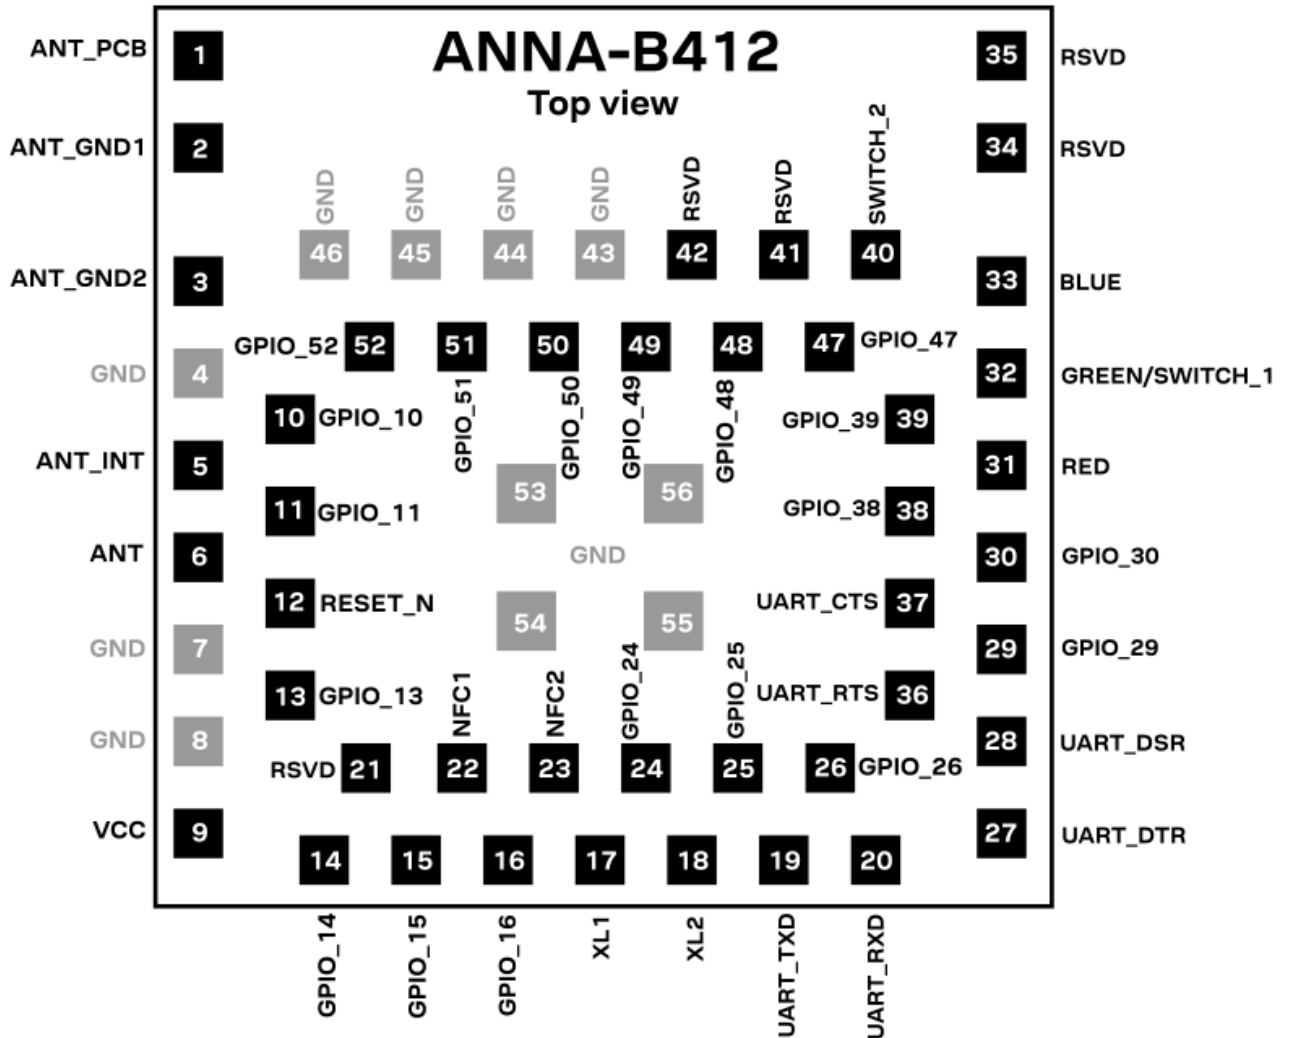 ANNA-B412
Top view
ANT_PCB 1
35 RSVD
ANT_GND1 2
34 RSVD
GND GND GND GND RSVD RSVD SWITCH_2
46 45 44 43 42 41 40
ANT_GND2 3
33 BLUE
GPIO_52 52 51 50 49 48 47 GPIO_47
GND 4
32 GREEN/SWITCH_1
GPIO_51 GPIO_50 GPIO_49 GPIO_48
10 GPIO_10
GPIO_39 39
ANT_INT 5
31 RED
53 56
11 GPIO_11
GPIO_38 38
ANT 6
GND
30 GPIO_30
12 RESET_N
UART_CTS 37
54 55
GND 7
29 GPIO_29
13 GPIO_13
NFC1 NFC2 GPIO_24 GPIO_25
UART_RTS 36
GND 8
28 UART_DSR
RSVD 21 22 23 24 25 26 GPIO_26
VCC 9
27 UART_DTR
14 15 16 17 18 19 20
GPIO_14 GPIO_15 GPIO_16 XL1 XL2 UART_TXD UART_RXD